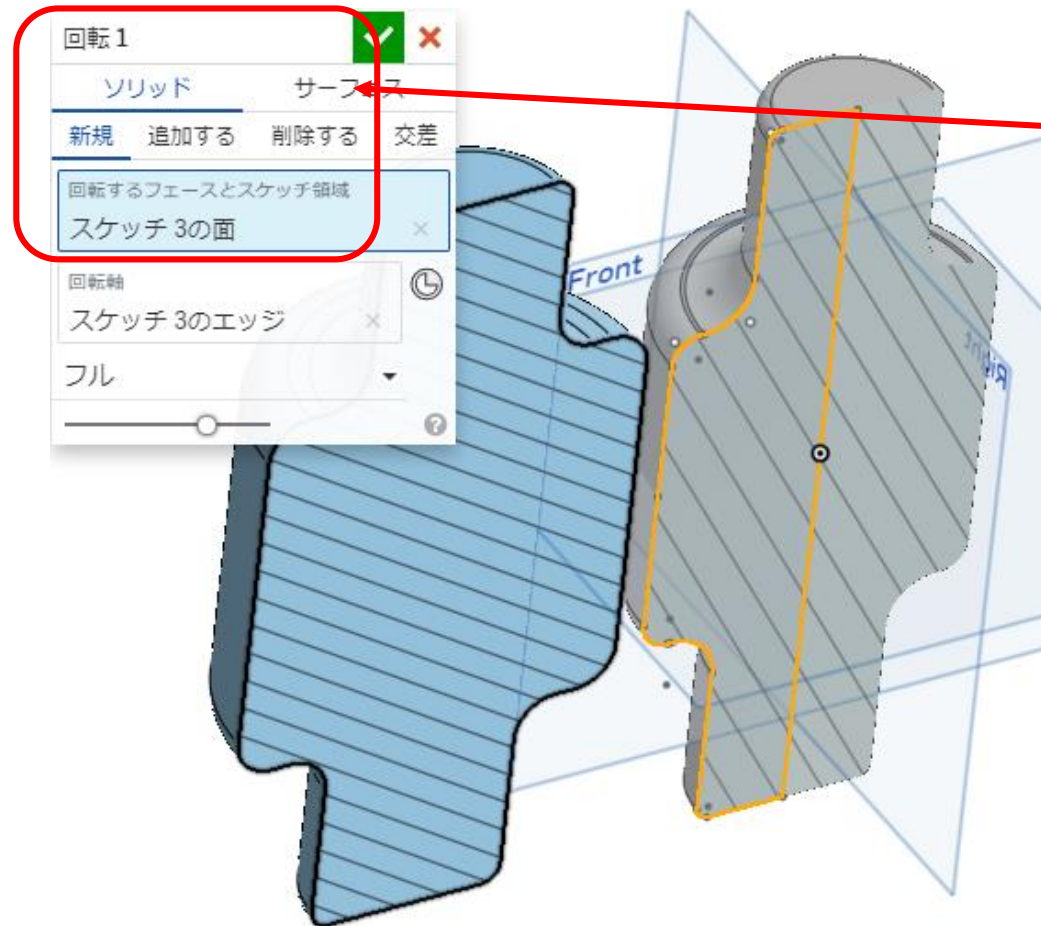 回転 1
ソリッド サーフェス
新規 追加する 削除する 交差
回転するフェースとスケッチ領域
スケッチ 3の面
回転軸
スケッチ 3のエッジ
フル
Front
Right